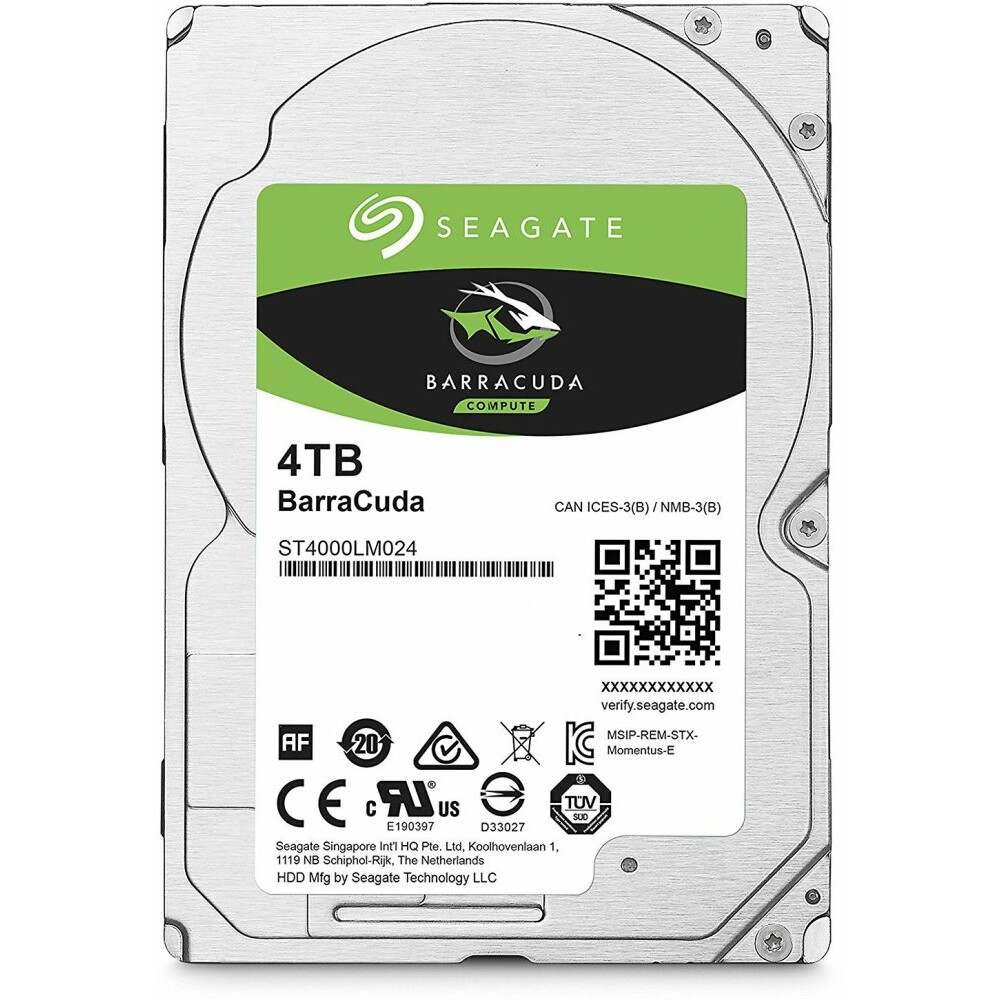 SEAGATE
BARRACUDA
COMPUTE
4TB
BarraCuda
CAN ICES-3(B) / NMB-3(B)
ST4000LM024
XXXXXXXXXXXX
verify.seagate.com
AF
20
MSIP-REM-STX-
Momentus-E
CE
c RU® US
E190397
D33027
TÜV
SÜD
Seagate Singapore Int'l HQ Pte. Ltd, Koolhovenlaan 1,
1119 NB Schiphol-Rijk, The Netherlands
HDD Mfg by Seagate Technology LLC